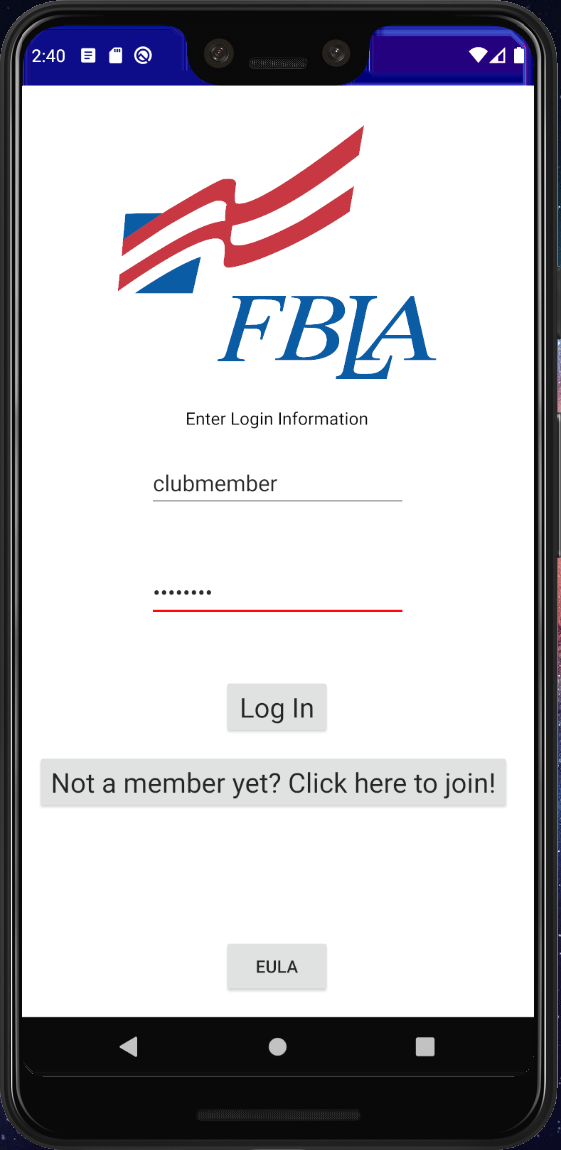 2:40
FBLA
Enter Login Information
clubmember
••••••••
Log In
Not a member yet? Click here to join!
EULA